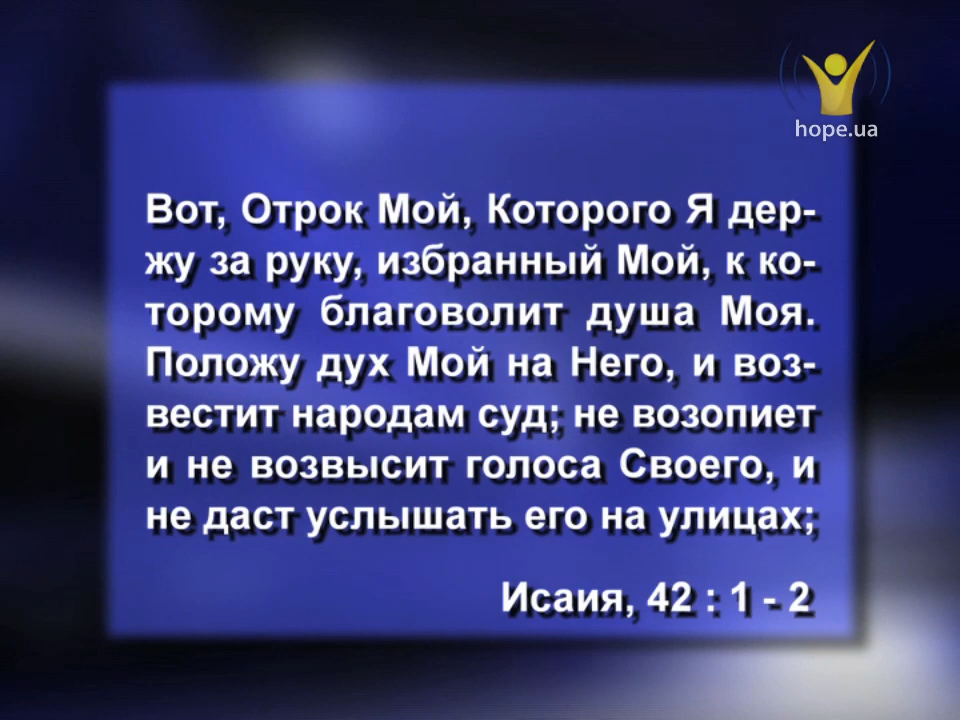 hope.ua
Вот, Отрок Мой, Которого Я дер-
жу за руку, избранный Мой, к ко-
торому благоволит душа Моя.
Положу дух Мой на Него, и воз-
вестит народам суд; не возопиет
и не возвысит голоса Своего, и
не даст услышать его на улицах;
Исаия, 42 : 1 - 2